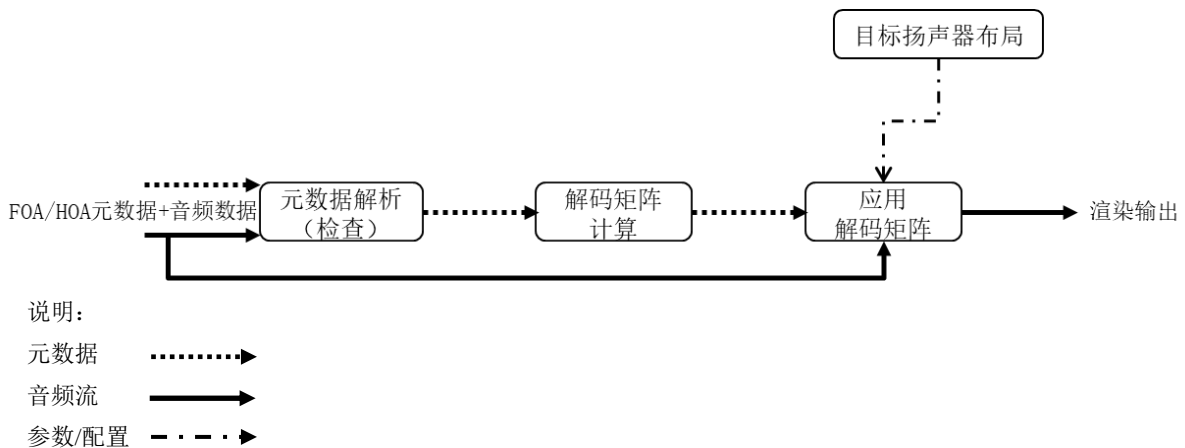 目标扬声器布局
FOA/HOA元数据+音频数据
元数据解析
（检查）
解码矩阵
计算
应用
解码矩阵
渲染输出
说明：
元数据
音频流
参数/配置